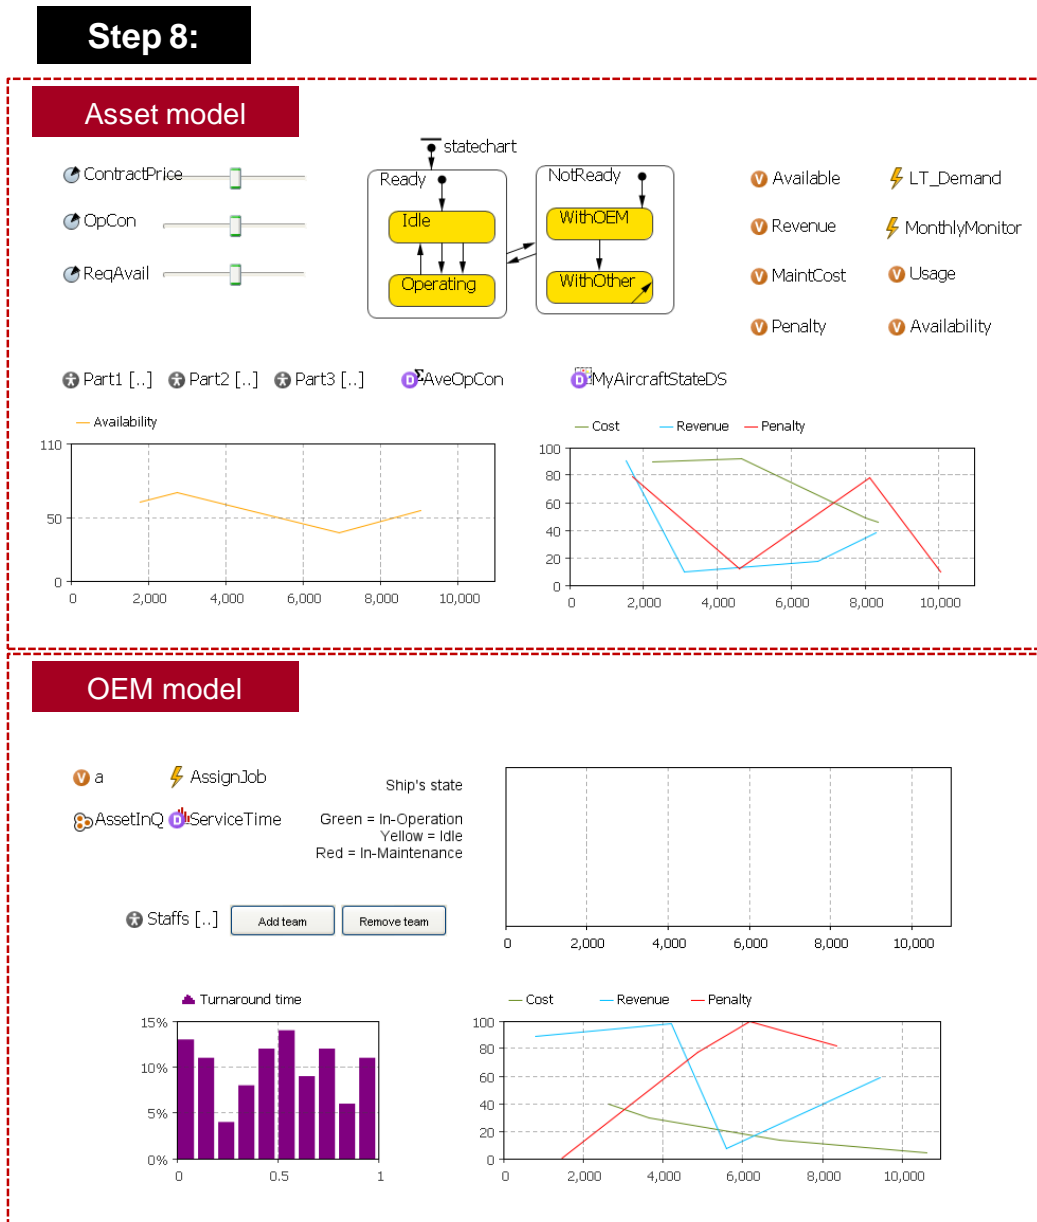 Step 8:
Asset model
ContractPrice
OpCon
ReqAvail
statechart
Ready
Idle
Operating
NotReady
WithOEM
WithOther
Available
LT_Demand
Revenue
MonthlyMonitor
MaintCost
Usage
Penalty
Availability
Part1 [..]
Part2 [..]
Part3 [..]
AveOpCon
MyAircraftStateDS
Availability
110
50
0
0 2,000 4,000 6,000 8,000 10,000
Cost Revenue Penalty
100
80
60
40
20
0
0 2,000 4,000 6,000 8,000 10,000
OEM model
a
AssignJob
AssetInQ
ServiceTime
Ship's state
Green = In-Operation
Yellow = Idle
Red = In-Maintenance
0 2,000 4,000 6,000 8,000 10,000
Staffs [..]
Add team
Remove team
Turnaround time
15%
10%
5%
0%
0 0.5 1
Cost Revenue Penalty
100
80
60
40
20
0
0 2,000 4,000 6,000 8,000 10,000